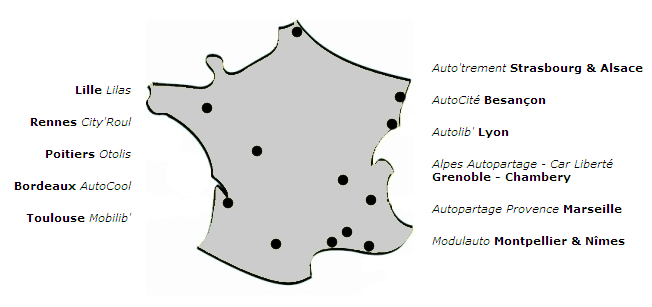 Lille Lilas
Rennes City'Roul
Poitiers Otolis
Bordeaux AutoCool
Toulouse Mobilib'
Auto'trement Strasbourg & Alsace
AutoCité Besançon
Autolib' Lyon
Alpes Autopartage - Car Liberté
Grenoble - Chambery
Autopartage Provence Marseille
Modulauto Montpellier & Nîmes